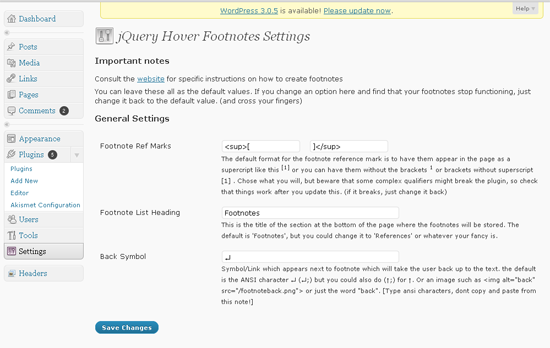 WordPress 3.0.5 is available! Please update now.
Help
Dashboard
Posts
Media
Links
Pages
Comments 2
Appearance
Plugins 6
Plugins
Add New
Editor
Akismet Configuration
Users
Tools
Settings
Headers
jQuery Hover Footnotes Settings
Important notes
Consult the website for specific instructions on how to create footnotes
You can leave these all as the default values. If you change an option here and find that your footnotes stop functioning, just
change it back to the default value. (and cross your fingers)
General Settings
Footnote Ref Marks <sup>[ ]</sup>
The default format for the footnote reference mark is to have them appear in the page as a
supercript like this [1] or you can have them without the brackets 1 or brackets without superscript
[1] . Chose what you will, but beware that some complex qualifiers might break the plugin, so check
that things work after you update this. (if it breaks, just change it back)
Footnote List Heading Footnotes
This is the title of the section at the bottom of the page where the footnotes will be stored. The
default is 'Footnotes', but you could change it to 'References' or whatever your fancy is.
Back Symbol ↵
Symbol/Link which appears next to footnote which will take the user back up to the text. the default
is the ANSI character ↵ (↵;) but you could also do (↑;) for ↑. Or an image such as <img alt="back"
src="/footnoteback.png"> or just the word "back". [Type ansi characters, dont copy and paste from
this note!]
Save Changes